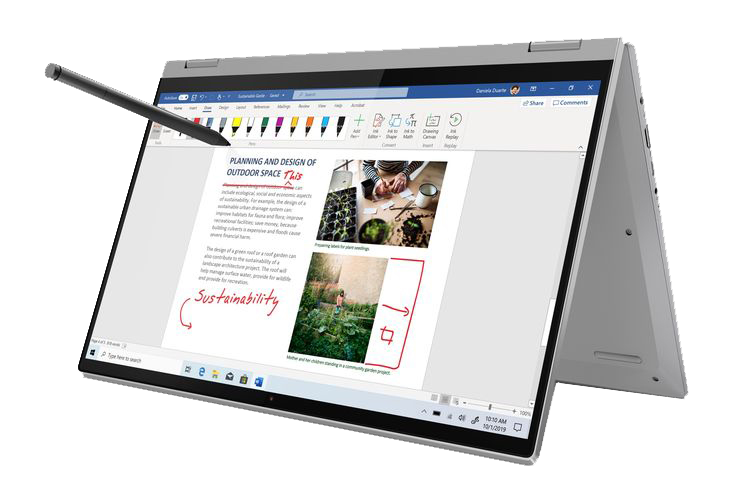 AutoSave
Sustainable Guide - Saved
Search
Daniela Duarte
Insert Draw Design Layout References Mailings Review View Help Acrobat
Share Comments
Add Pen
Ink Editor
Ink to Shape
Ink to Math
Drawing Canvas
Ink Replay
Tools Pens Convert Insert Replay
PLANNING AND DESIGN OF
OUTDOOR SPACE This
Planning and design of outdoor space can
include ecological, social and economic aspects
of sustainability. For example, the design of a
sustainable urban drainage system can:
improve habitats for fauna and flora; improve
recreational facilities; save money, because
building culverts is expensive and floods cause
severe financial harm.
Preparing labels for plant seedlings.
The design of a green roof or a roof garden can
also contribute to the sustainability of a
landscape architecture project. The roof will
help manage surface water, provide for wildlife
and provide for recreation.
Sustainability
Mother and her children standing in a community garden project.
100%
Type here to search
10:10 AM
10/1/2019